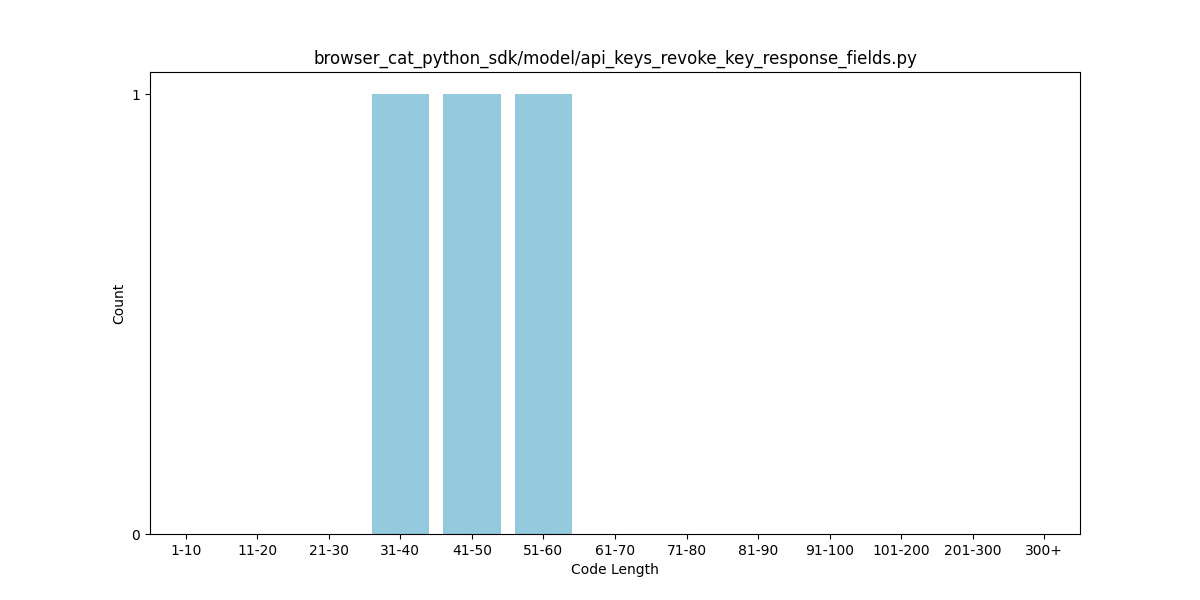 browser_cat_python_sdk/model/api_keys_revoke_key_response_fields.py
1
Count
0
1-10 11-20 21-30 31-40 41-50 51-60 61-70 71-80 81-90 91-100 101-200 201-300 300+
Code Length